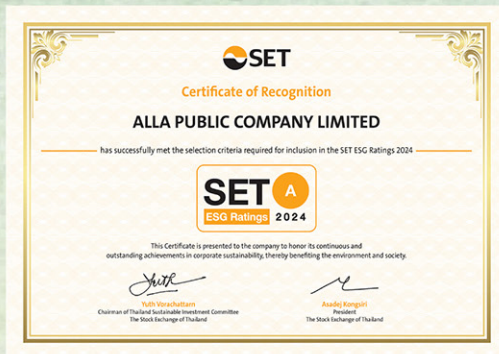 SET
Certificate of Recognition
ALLA PUBLIC COMPANY LIMITED
has successfully met the selection criteria required for inclusion in the SET ESG Ratings 2024
SET A
ESG Ratings 2024
This Certificate is presented to the company to honor its continuous and
outstanding achievements in corporate sustainability, thereby benefiting the environment and society.
Yuth Vorachattarn
Chairman of Thailand Sustainable Investment Committee
The Stock Exchange of Thailand
Asadej Kongsiri
President
The Stock Exchange of Thailand